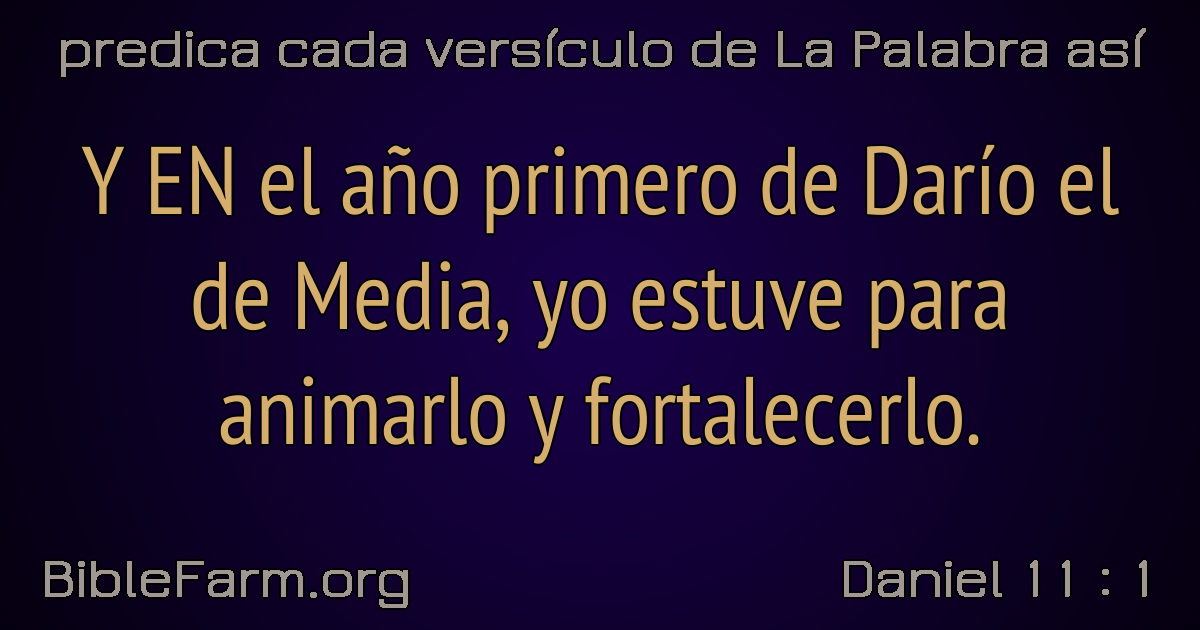 predica cada versículo de La Palabra así
Y EN el año primero de Darío el
de Media, yo estuve para
animarlo y fortalecerlo.
BibleFarm.org
Daniel 11 : 1